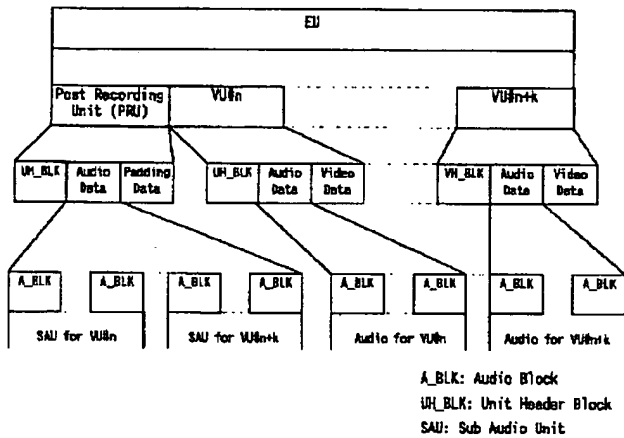 EU
Post Recording Unit (PRU)
VU#n
VU#n+k
UH_BLK
Audio Data
Padding Data
UH_BLK
Audio Data
Video Data
VH_BLK
Audio Data
Video Data
A_BLK
A_BLK
A_BLK
A_BLK
A_BLK
A_BLK
A_BLK
A_BLK
SAU for VU#n
SAU for VU#n+k
Audio for VU#n
Audio for VU#n+k
A_BLK: Audio Block
UH_BLK: Unit Header Block
SAU: Sub Audio Unit